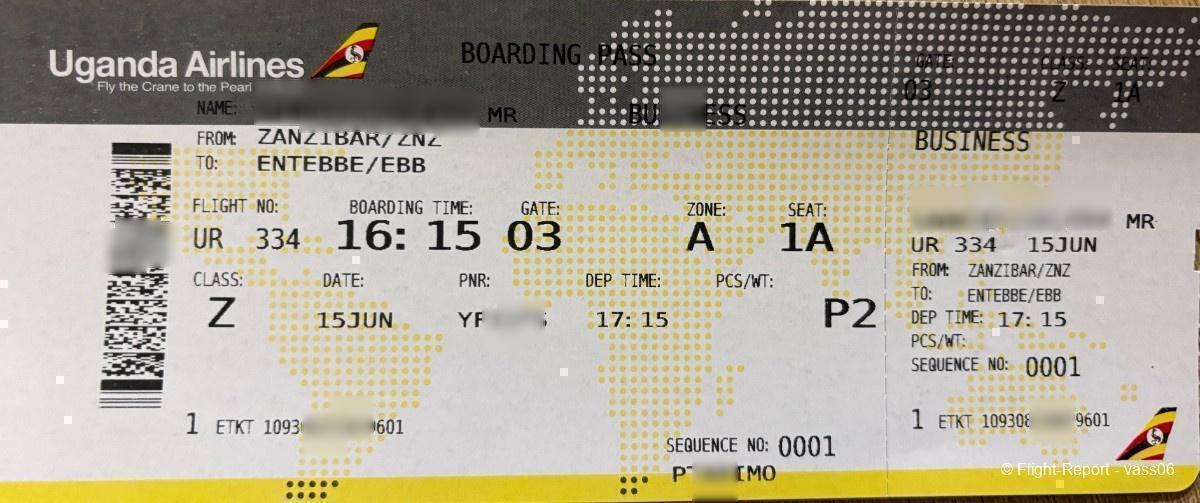 Uganda Airlines
Fly the Crane to the Pearl
BOARDING PASS
NAME: MR
FROM: ZANZIBAR/ZNZ
TO: ENTEBBE/EBB
FLIGHT NO: BOARDING TIME: GATE: ZONE: SEAT:
UR 334 16:15 03 A 1A
CLASS: DATE: PNR: DEP TIME: PCS/WT:
Z 15JUN 17:15 P2
1 ETKT
SEQUENCE NO: 0001
GATE: CLASS: SEAT:
03 Z 1A
BUSINESS
MR
UR 334 15JUN
FROM: ZANZIBAR/ZNZ
TO: ENTEBBE/EBB
DEP TIME: 17:15
PCS/WT:
SEQUENCE NO: 0001
1 ETKT
© Flight-Report - vass06